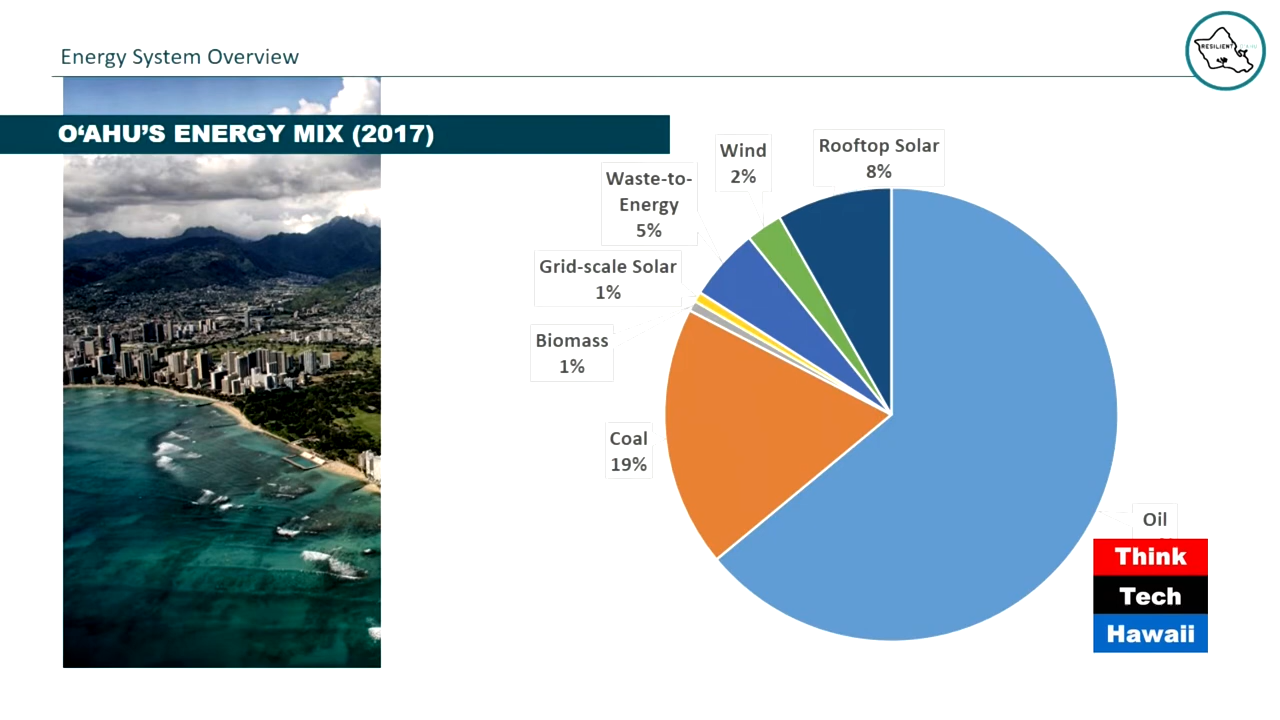 Energy System Overview
RESILIENT
O‘AHU’S ENERGY MIX (2017)
Wind
2%
Rooftop Solar
8%
Waste-to-
Energy
5%
Grid-scale Solar
1%
Biomass
1%
Coal
19%
Oil
Think
Tech
Hawaii